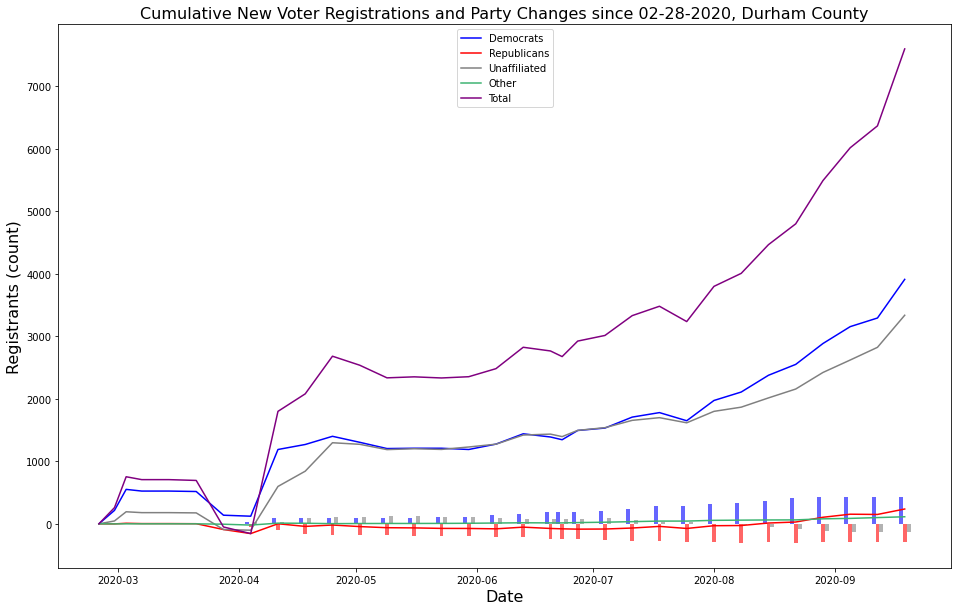 Cumulative New Voter Registrations and Party Changes since 02-28-2020, Durham County
Democrats
Republicans
Unaffiliated
Other
Total
Registrants (count)
7000
6000
5000
4000
3000
2000
1000
0
2020-03
2020-04
2020-05
2020-06
2020-07
2020-08
2020-09
Date